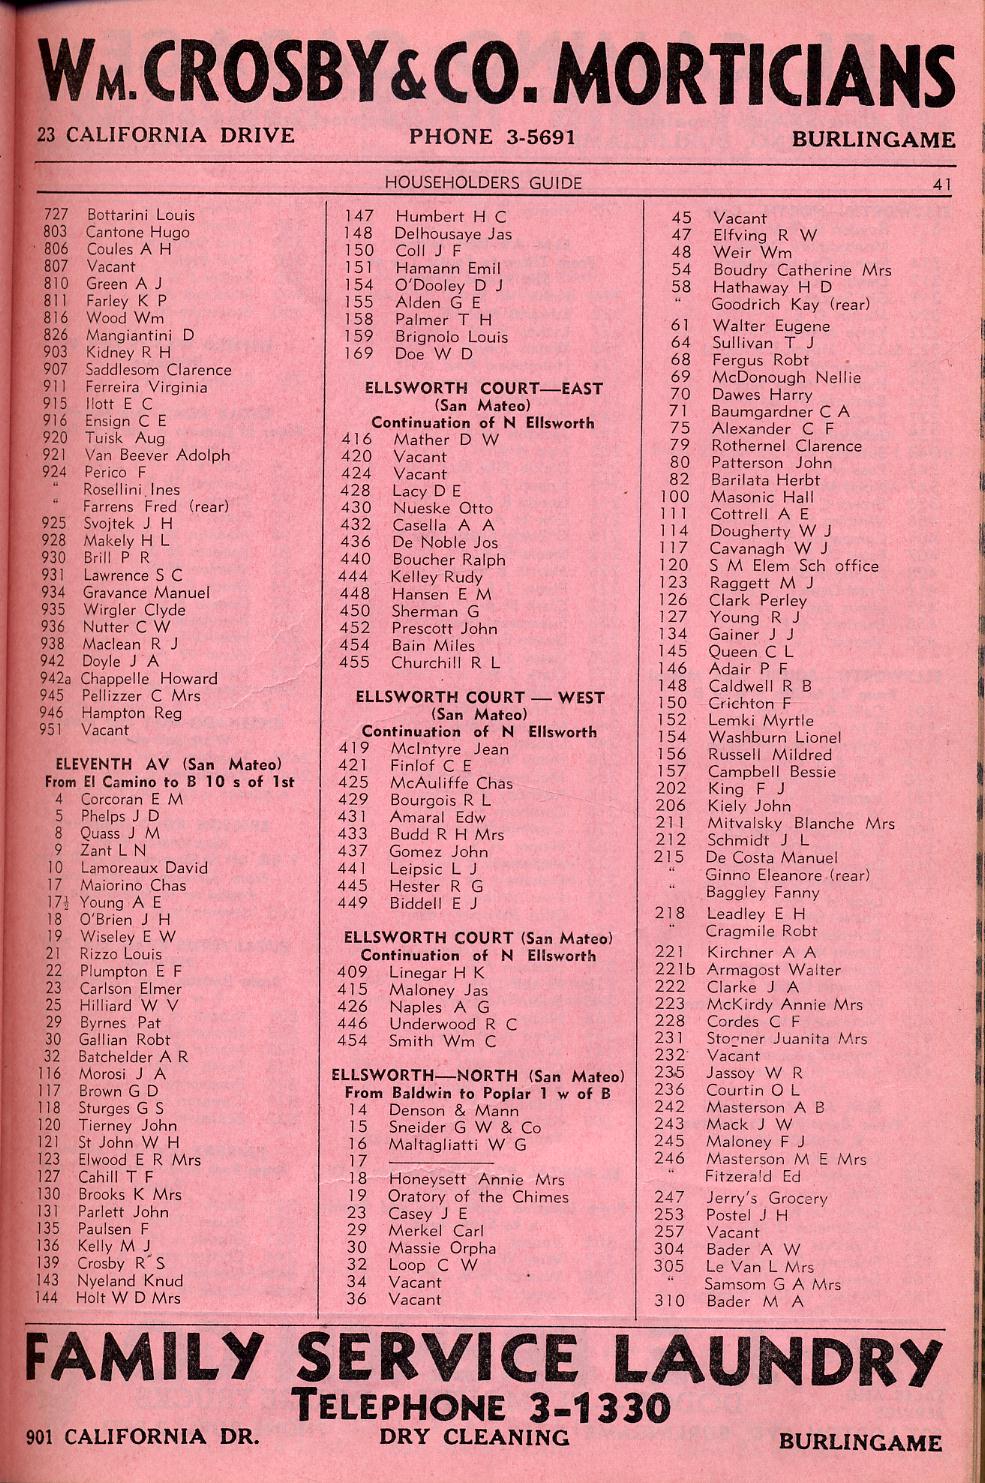 WM. CROSBY & CO. MORTICIANS
23 CALIFORNIA DRIVE PHONE 3-5691 BURLINGAME
HOUSEHOLDERS GUIDE 41
727 Bottarini Louis
803 Cantone Hugo
806 Coules A H
807 Vacant
810 Green A J
811 Farley K P
816 Wood Wm
826 Mangiantini D
903 Kidney R H
907 Saddlesom Clarence
911 Ferreira Virginia
915 Ilott E C
916 Ensign C E
920 Tuisk Aug
921 Van Beever Adolph
924 Perico F
" Rosellini Ines
" Farrens Fred (rear)
925 Svojtek J H
928 Makely H L
930 Brill P R
931 Lawrence S C
934 Gravance Manuel
935 Wirgler Clyde
936 Nutter C W
938 Maclean R J
942 Doyle J A
942a Chappelle Howard
945 Pellizzer C Mrs
946 Hampton Reg
951 Vacant
ELEVENTH AV (San Mateo)
From El Camino to B 10 s of 1st
4 Corcoran E M
5 Phelps J D
8 Quass J M
9 Zant L N
10 Lamoreaux David
17 Maiorino Chas
17½ Young A E
18 O'Brien J H
19 Wiseley E W
21 Rizzo Louis
22 Plumpton E F
23 Carlson Elmer
25 Hilliard W V
29 Byrnes Pat
30 Gallian Robt
32 Batchelder A R
116 Morosi J A
117 Brown G D
118 Sturges G S
120 Tierney John
121 St John W H
123 Elwood E R Mrs
127 Cahill T F
130 Brooks K Mrs
131 Parlett John
135 Paulsen F
136 Kelly M J
139 Crosby R S
143 Nyeland Knud
144 Holt W D Mrs
147 Humbert H C
148 Delhousaye Jas
150 Coll J F
151 Hamann Emil
154 O'Dooley D J
155 Alden G E
158 Palmer T H
159 Brignolo Louis
169 Doe W D
ELLSWORTH COURT—EAST
(San Mateo)
Continuation of N Ellsworth
416 Mather D W
420 Vacant
424 Vacant
428 Lacy D E
430 Nueske Otto
432 Casella A A
436 De Noble Jos
440 Boucher Ralph
444 Kelley Rudy
448 Hansen E M
450 Sherman G
452 Prescott John
454 Bain Miles
455 Churchill R L
ELLSWORTH COURT — WEST
(San Mateo)
Continuation of N Ellsworth
419 McIntyre Jean
421 Finlof C E
425 McAuliffe Chas
429 Bourgois R L
431 Amaral Edw
433 Budd R H Mrs
437 Gomez John
441 Leipsic L J
445 Hester R G
449 Biddell E J
ELLSWORTH COURT (San Mateo)
Continuation of N Ellsworth
409 Linegar H K
415 Maloney Jas
426 Naples A G
446 Underwood R C
454 Smith Wm C
ELLSWORTH—NORTH (San Mateo)
From Baldwin to Poplar 1 w of B
14 Denson & Mann
15 Sneider G W & Co
16 Maltagliatti W G
17
18 Honeysett Annie Mrs
19 Oratory of the Chimes
23 Casey J E
29 Merkel Carl
30 Massie Orpha
32 Loop C W
34 Vacant
36 Vacant
45 Vacant
47 Elfving R W
48 Weir Wm
54 Boudry Catherine Mrs
58 Hathaway H D
" Goodrich Kay (rear)
61 Walter Eugene
64 Sullivan T J
68 Fergus Robt
69 McDonough Nellie
70 Dawes Harry
71 Baumgardner C A
75 Alexander C F
79 Rothernel Clarence
80 Patterson John
82 Barilata Herbt
100 Masonic Hall
111 Cottrell A E
114 Dougherty W J
117 Cavanagh W J
120 S M Elem Sch office
123 Raggett M J
126 Clark Perley
127 Young R J
134 Gainer J J
145 Queen C L
146 Adair P F
148 Caldwell R B
150 Crichton F
152 Lemki Myrtle
154 Washburn Lionel
156 Russell Mildred
157 Campbell Bessie
202 King F J
206 Kiely John
211 Mitvalsky Blanche Mrs
212 Schmidt J L
215 De Costa Manuel
" Ginno Eleanore (rear)
" Baggley Fanny
218 Leadley E H
" Cragmile Robt
221 Kirchner A A
221b Armagost Walter
222 Clarke J A
223 McKirdy Annie Mrs
228 Cordes C F
231 Juanita Mrs
232 Vacant
235 Jassoy W R
236 Courtin O L
242 Masterson A B
243 Mack J W
245 Maloney F J
246 Masterson M E Mrs
" Fitzerald Ed
247 Jerry's Grocery
253 Postel J H
257 Vacant
304 Bader A W
305 Le Van L Mrs
" Samsom G A Mrs
310 Bader M A
FAMILY SERVICE LAUNDRY
TELEPHONE 3-1330
901 CALIFORNIA DR. DRY CLEANING BURLINGAME